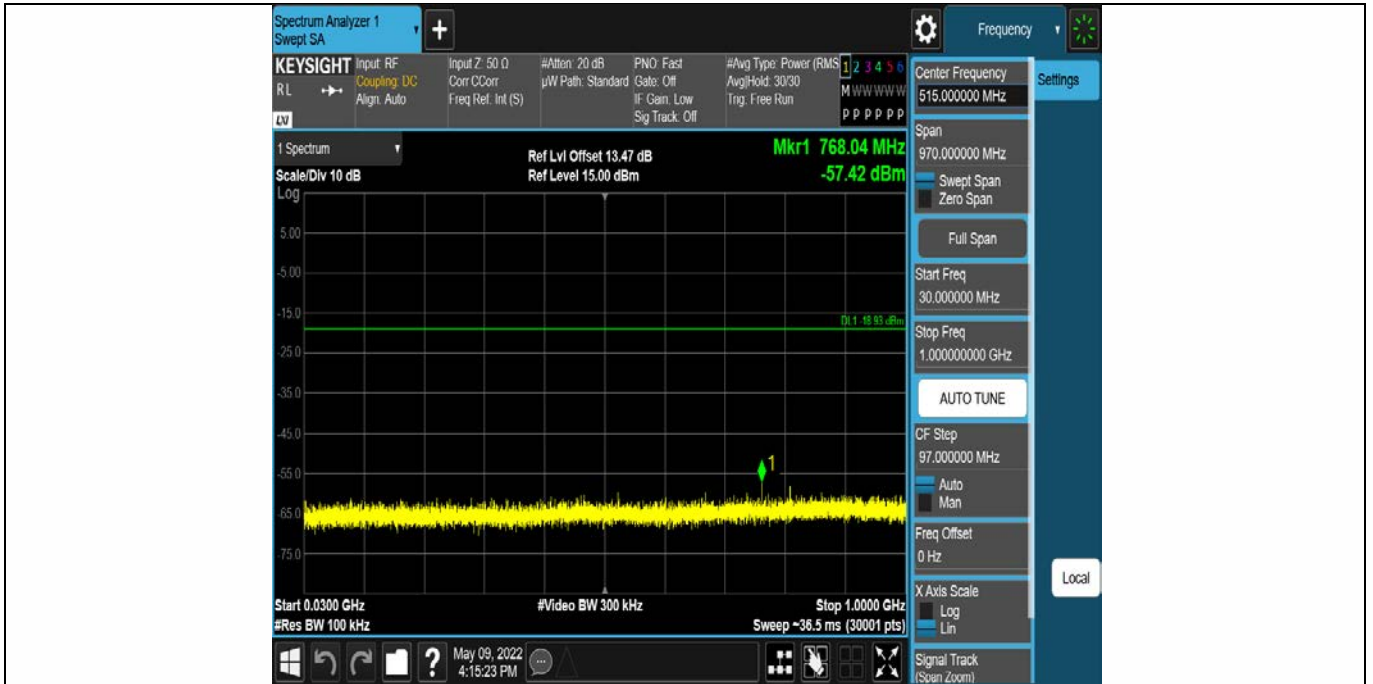 Spectrum Analyzer 1
Swept SA
+
Frequency
KEYSIGHT
RL
LXI
Input: RF
Coupling: DC
Align: Auto
Input Z: 50 Ω
Corr CCorr
Freq Ref: Int (S)
#Atten: 20 dB
µW Path: Standard
PNO: Fast
Gate: Off
IF Gain: Low
Sig Track: Off
#Avg Type: Power (RMS
Avg|Hold: 30/30
Trig: Free Run
1 2 3 4 5 6
M W W W W W
P P P P P P
1 Spectrum
Scale/Div 10 dB
Log
Ref Lvl Offset 13.47 dB
Ref Level 15.00 dBm
Mkr1 768.04 MHz
-57.42 dBm
5.00
-5.00
-15.0
DL1 -18.93 dBm
-25.0
-35.0
-45.0
1
-55.0
-65.0
-75.0
Start 0.0300 GHz
#Res BW 100 kHz
#Video BW 300 kHz
Stop 1.0000 GHz
Sweep ~36.5 ms (30001 pts)
?
May 09, 2022
4:15:23 PM
Center Frequency
515.000000 MHz
Span
970.000000 MHz
Swept Span
Zero Span
Full Span
Start Freq
30.000000 MHz
Stop Freq
1.000000000 GHz
AUTO TUNE
CF Step
97.000000 MHz
Auto
Man
Freq Offset
0 Hz
X Axis Scale
Log
Lin
Signal Track
(Span Zoom)
Settings
Local